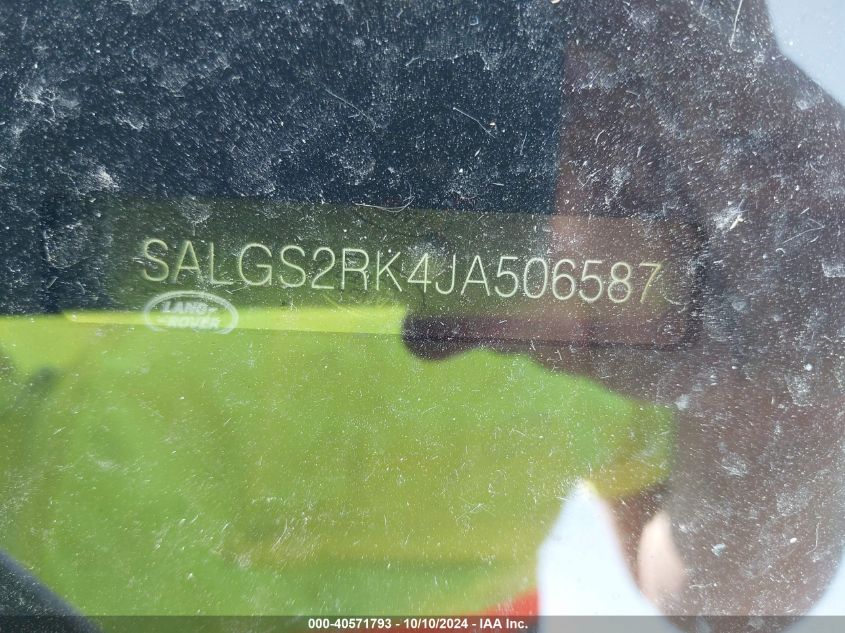 SALGS2RK4JA506587
LAND-
ROVER
000-40571793 - 10/10/2024 - IAA Inc.